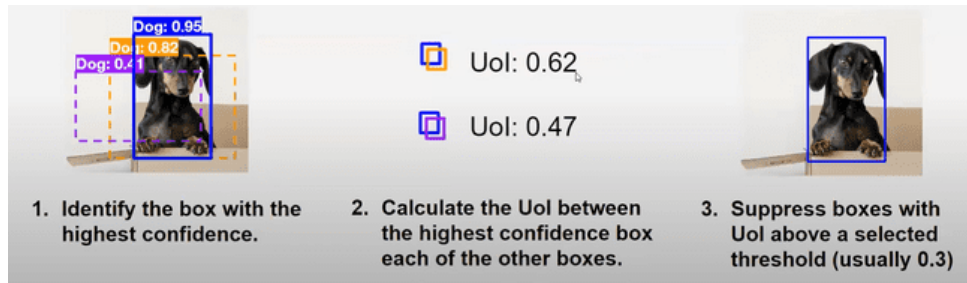 Dog: 0.95
Dog: 0.82
Dog: 0.41
UoI: 0.62
UoI: 0.47
1. Identify the box with the
highest confidence.
2. Calculate the UoI between
the highest confidence box
each of the other boxes.
3. Suppress boxes with
UoI above a selected
threshold (usually 0.3)